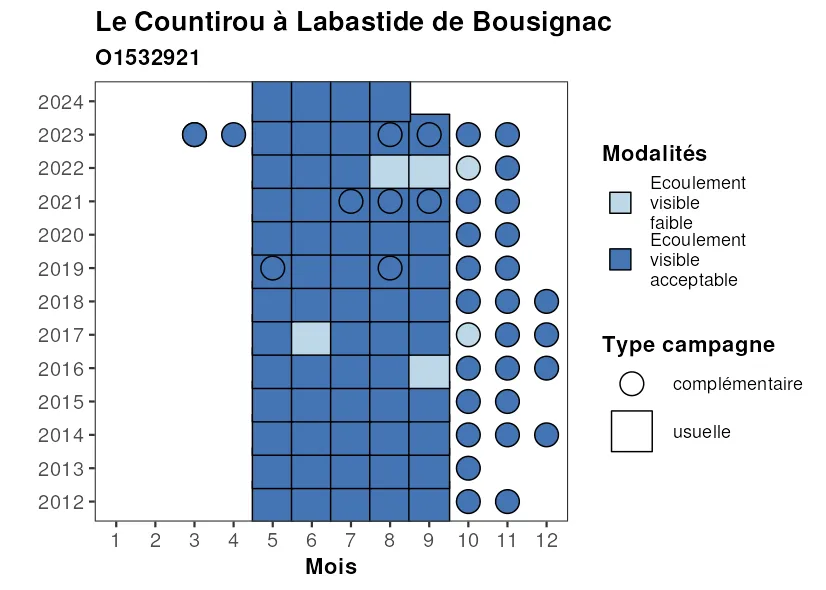 Le Countirou à Labastide de Bousignac
O1532921
2024
2023
2022
2021
2020
2019
2018
2017
2016
2015
2014
2013
2012
1 2 3 4 5 6 7 8 9 10 11 12
Mois
Modalités
Ecoulement
visible
faible
Ecoulement
visible
acceptable
Type campagne
complémentaire
usuelle